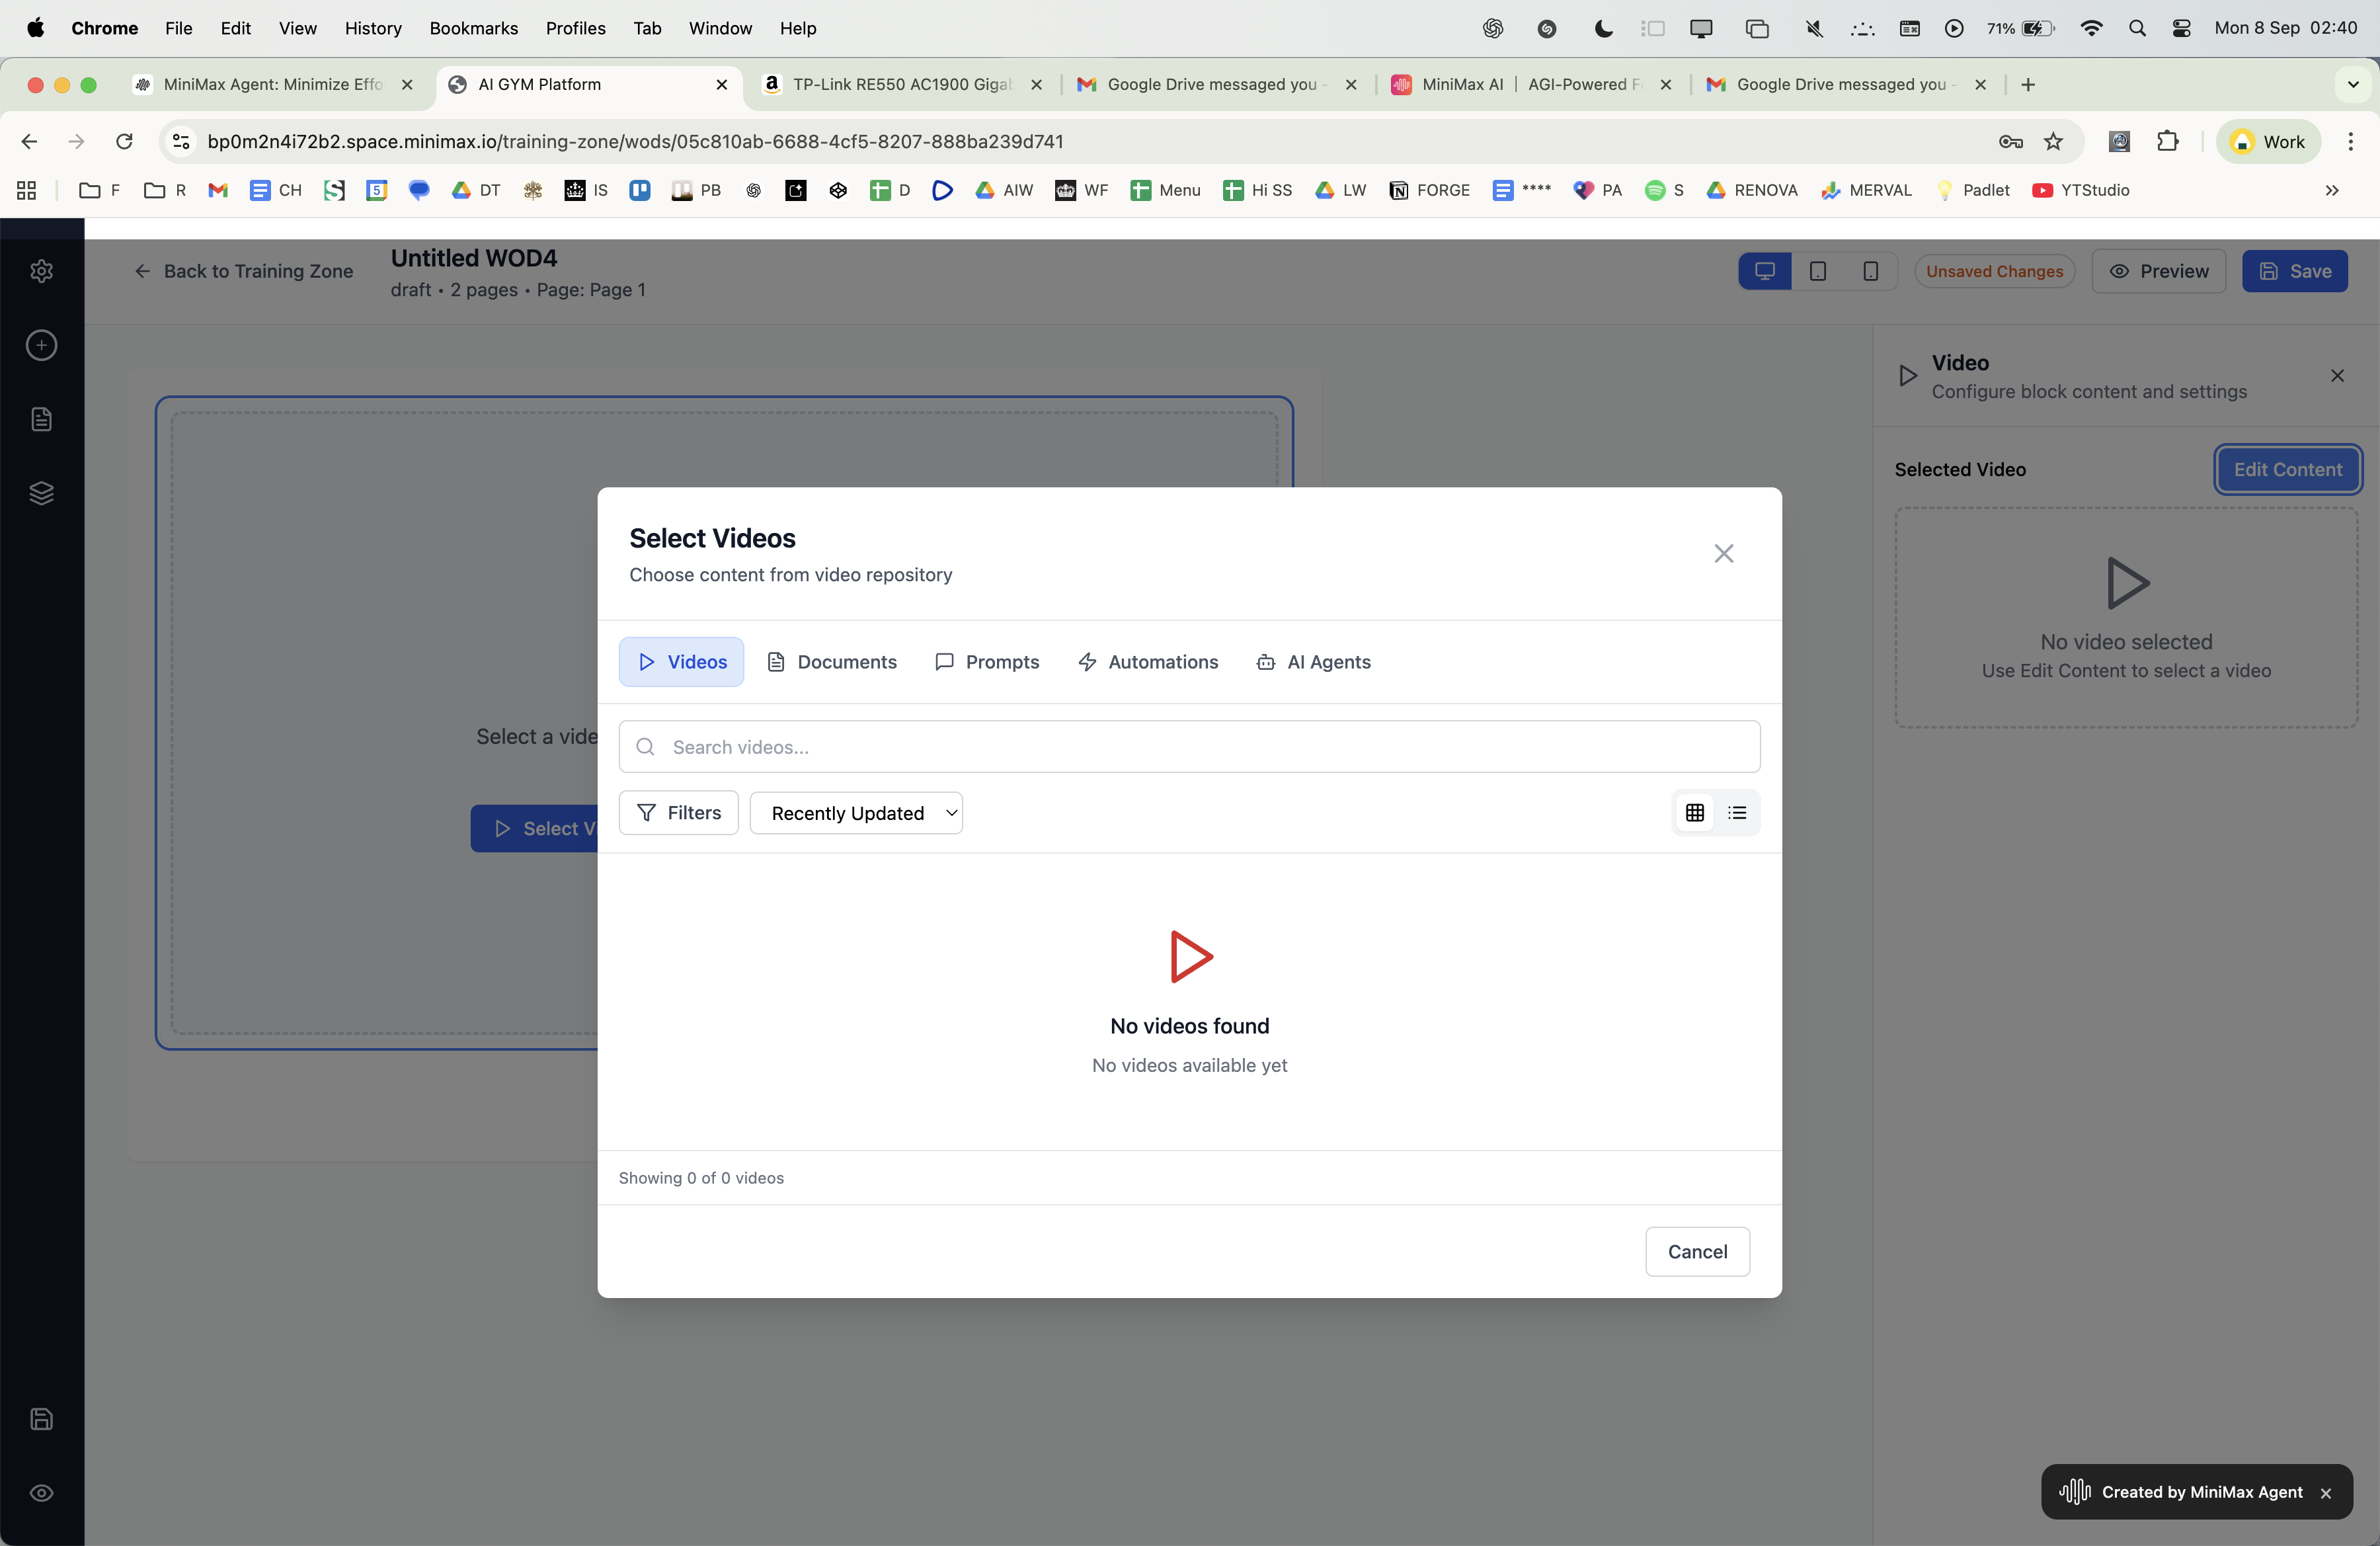 Chrome File Edit View History Bookmarks Profiles Tab Window Help 71% Mon 8 Sep 02:40
MiniMax Agent: Minimize Effo AI GYM Platform TP-Link RE550 AC1900 Gigab Google Drive messaged you - MiniMax AI | AGI-Powered F Google Drive messaged you -
bp0m2n4i72b2.space.minimax.io/training-zone/wods/05c810ab-6688-4cf5-8207-888ba239d741 Work
F R CH 5 DT IS PB D AIW WF Menu Hi SS LW FORGE **** PA S RENOVA MERVAL Padlet YTStudio
Back to Training Zone
Untitled WOD4
draft • 2 pages • Page: Page 1
Unsaved Changes Preview Save
Video
Configure block content and settings
Selected Video Edit Content
No video selected
Use Edit Content to select a video
Select a vide
Select V
Select Videos
Choose content from video repository
Videos Documents Prompts Automations AI Agents
Search videos...
Filters Recently Updated
No videos found
No videos available yet
Showing 0 of 0 videos
Cancel
Created by MiniMax Agent